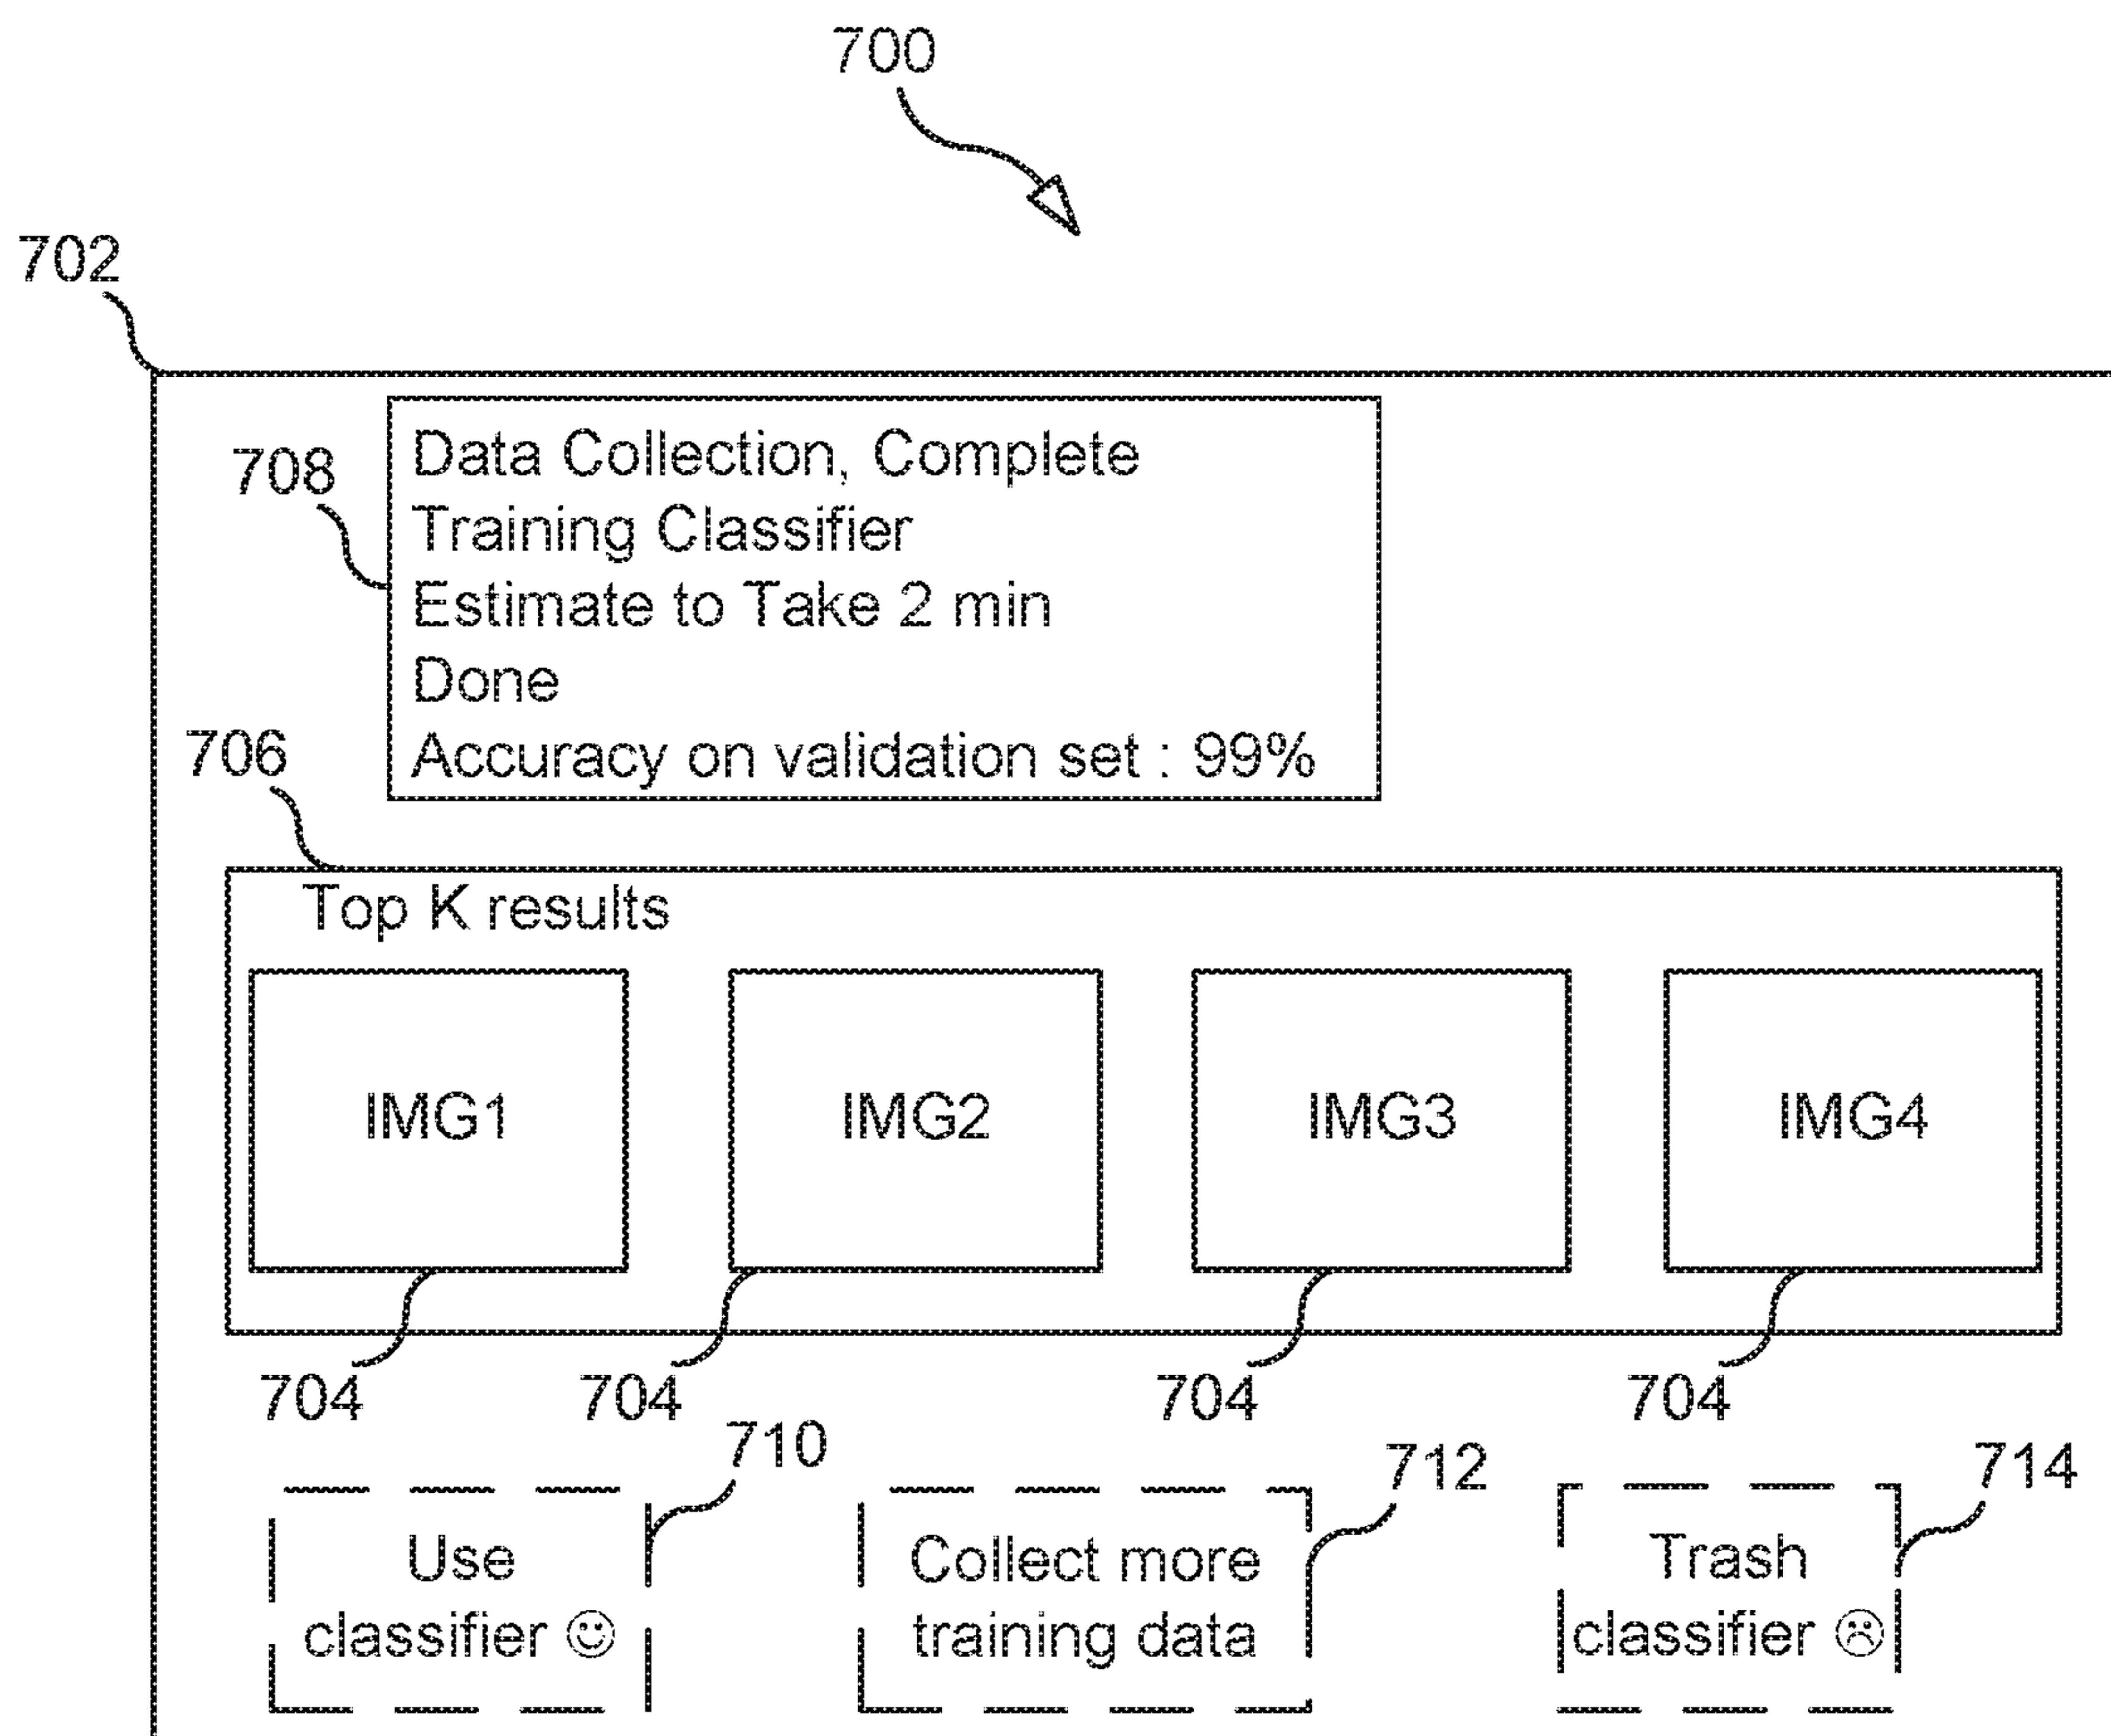 700
702
708
Data Collection, Complete
Training Classifier
Estimate to Take 2 min
Done
Accuracy on validation set : 99%
706
Top K results
IMG1
IMG2
IMG3
IMG4
704
704
704
704
710
712
714
Use
classifier ☺
Collect more
training data
Trash
classifier ☹